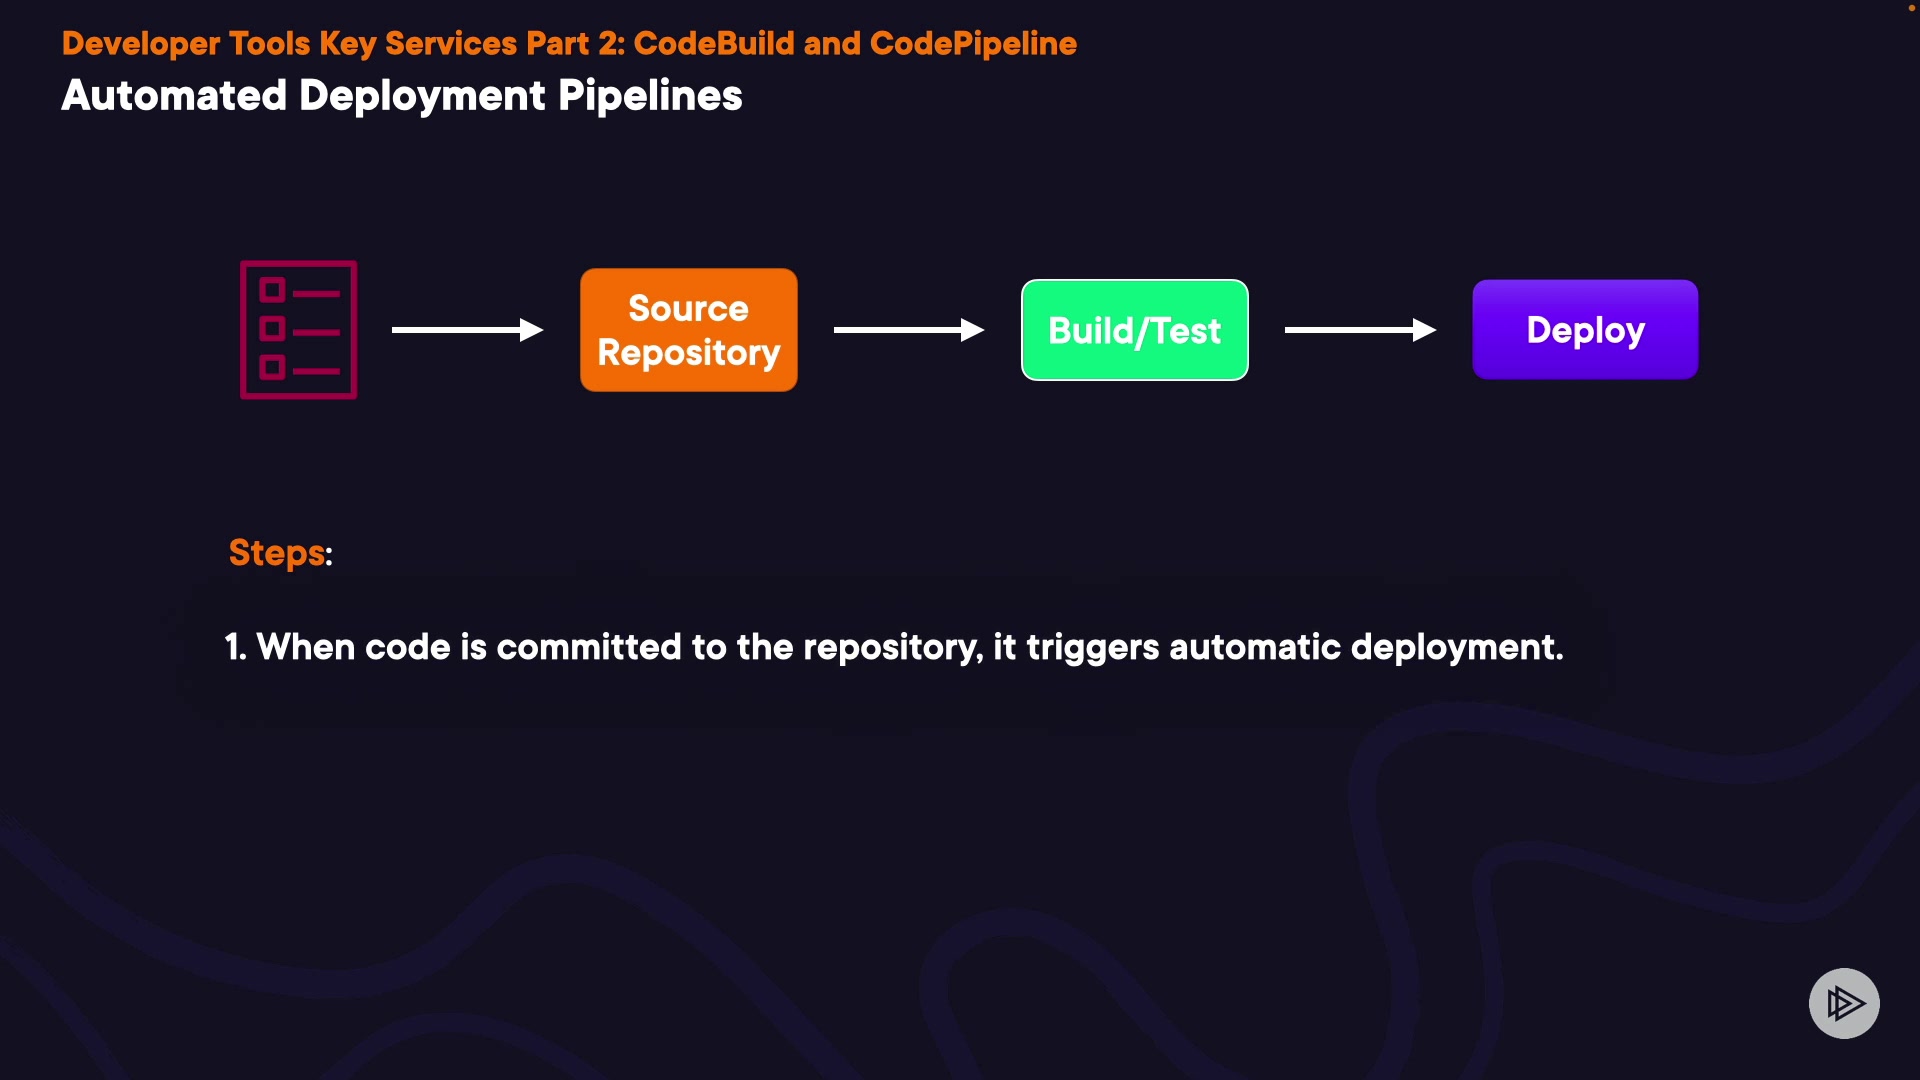 Developer Tools Key Services Part 2: CodeBuild and CodePipeline
Automated Deployment Pipelines
Source
Repository
Build/Test
Deploy
Steps:
1. When code is committed to the repository, it triggers automatic deployment.